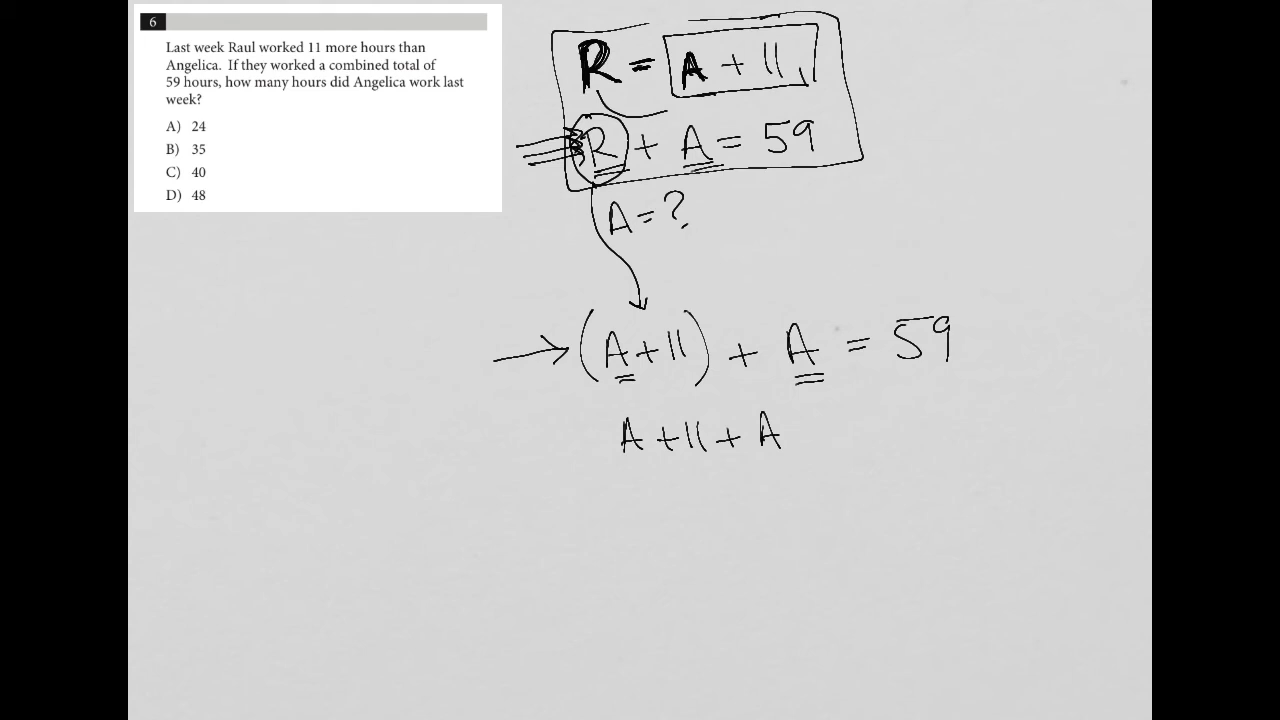 6
Last week Raul worked 11 more hours than
Angelica. If they worked a combined total of
59 hours, how many hours did Angelica work last
week?
A) 24
B) 35
C) 40
D) 48
R = A + 11
R + A = 59
A = ?
(A + 11) + A = 59
A + 11 + A